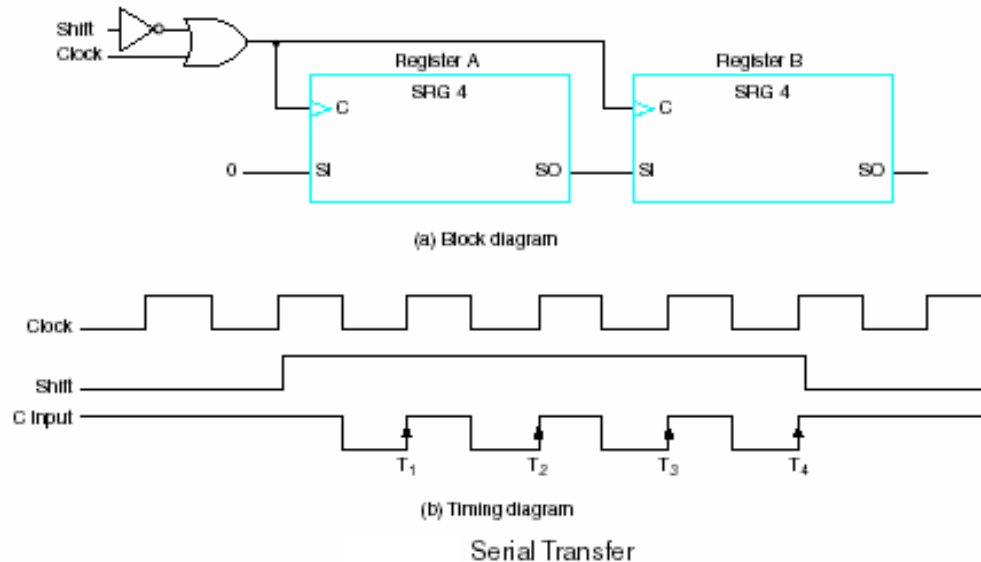 Shift
Clock
Register A
Register B
SRG 4
SRG 4
C
C
0
SI
SO
SI
SO
(a) Block diagram
Clock
Shift
C Input
T1 T2 T3 T4
(b) Timing diagram
Serial Transfer